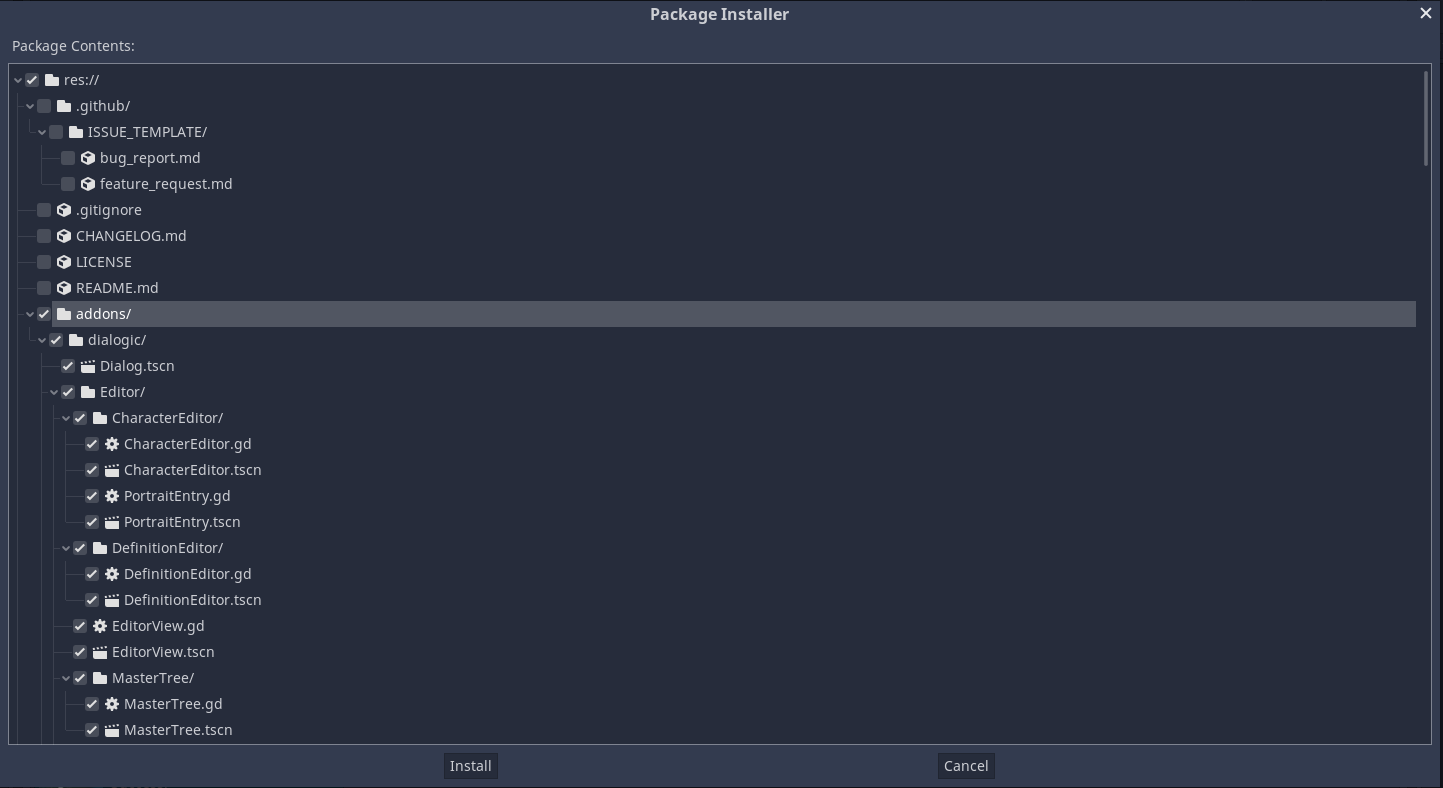 Package Installer
Package Contents:
res://
.github/
ISSUE_TEMPLATE/
bug_report.md
feature_request.md
.gitignore
CHANGELOG.md
LICENSE
README.md
addons/
dialogic/
Dialog.tscn
Editor/
CharacterEditor/
CharacterEditor.gd
CharacterEditor.tscn
PortraitEntry.gd
PortraitEntry.tscn
DefinitionEditor/
DefinitionEditor.gd
DefinitionEditor.tscn
EditorView.gd
EditorView.tscn
MasterTree/
MasterTree.gd
MasterTree.tscn
Install Cancel